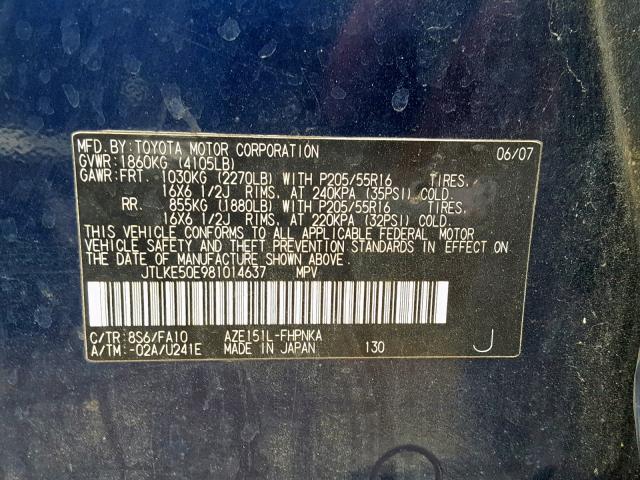 MFD.BY:TOYOTA MOTOR CORPORATION 06/07
GVWR:1860KG (4105LB)
GAWR:FRT. 1030KG (2270LB) WITH P205/55R16 TIRES,
16X6 1/2J RIMS, AT 240KPA (35PSI) COLD.
RR. 855KG (1880LB) WITH P205/55R16 TIRES,
16X6 1/2J RIMS, AT 220KPA (32PSI) COLD.
THIS VEHICLE CONFORMS TO ALL APPLICABLE FEDERAL MOTOR
VEHICLE SAFETY AND THEFT PREVENTION STANDARDS IN EFFECT ON
THE DATE OF MANUFACTURE SHOWN ABOVE.
JTLKE50E981014637 MPV
C/TR:8S6/FA10 AZE151L-FHPNKA
A/TM:-02A/U241E MADE IN JAPAN 130 J